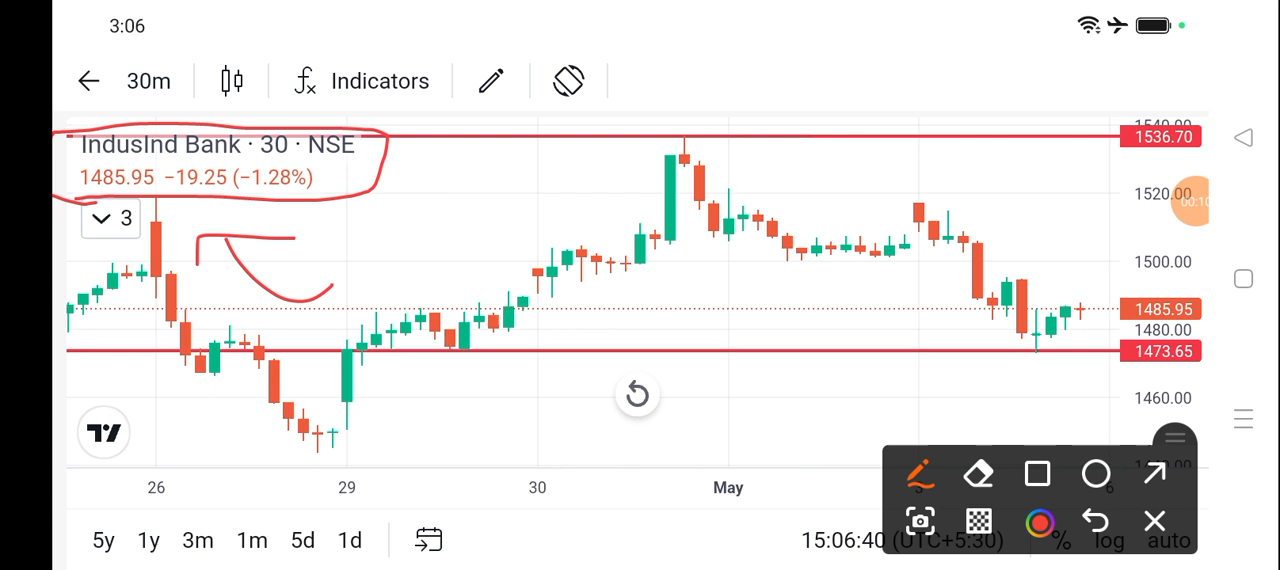 3:06
30m
Indicators
IndusInd Bank · 30 · NSE
1485.95 −19.25 (−1.28%)
3
1536.70
1520.00
00:10
1500.00
1485.95
1480.00
1473.65
1460.00
26 29 30 May
5y 1y 3m 1m 5d 1d
15:06:40 (UTC+5:30) % log auto